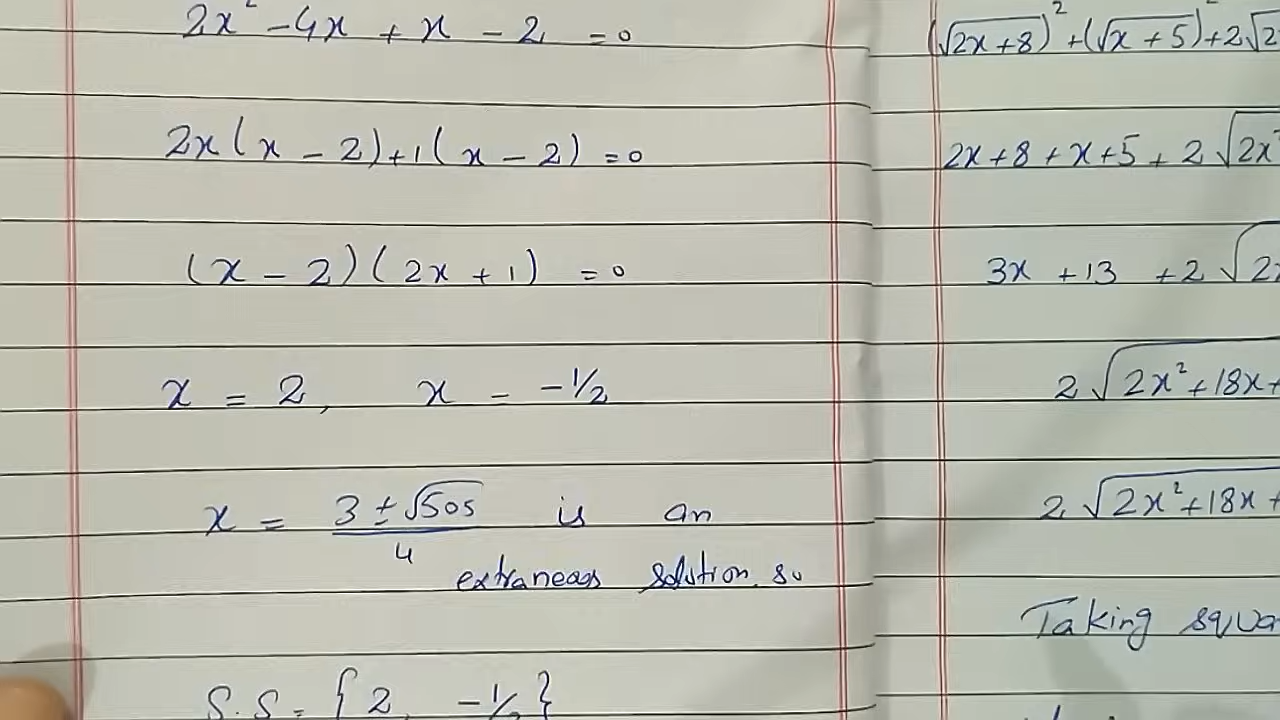 2x² - 4x + x - 2 = 0
2x(x - 2) + 1(x - 2) = 0
(x - 2)(2x + 1) = 0
x = 2, x = -1/2
x = 3 ± √505 / 4 is an
extraneous solution. so
S.S = {2, -1/2}
(√2x+8)² + (√x+5)² + 2√2
2x + 8 + x + 5 + 2√2x²
3x + 13 + 2√2x
2√2x² + 18x +
2√2x² + 18x +
Taking squa